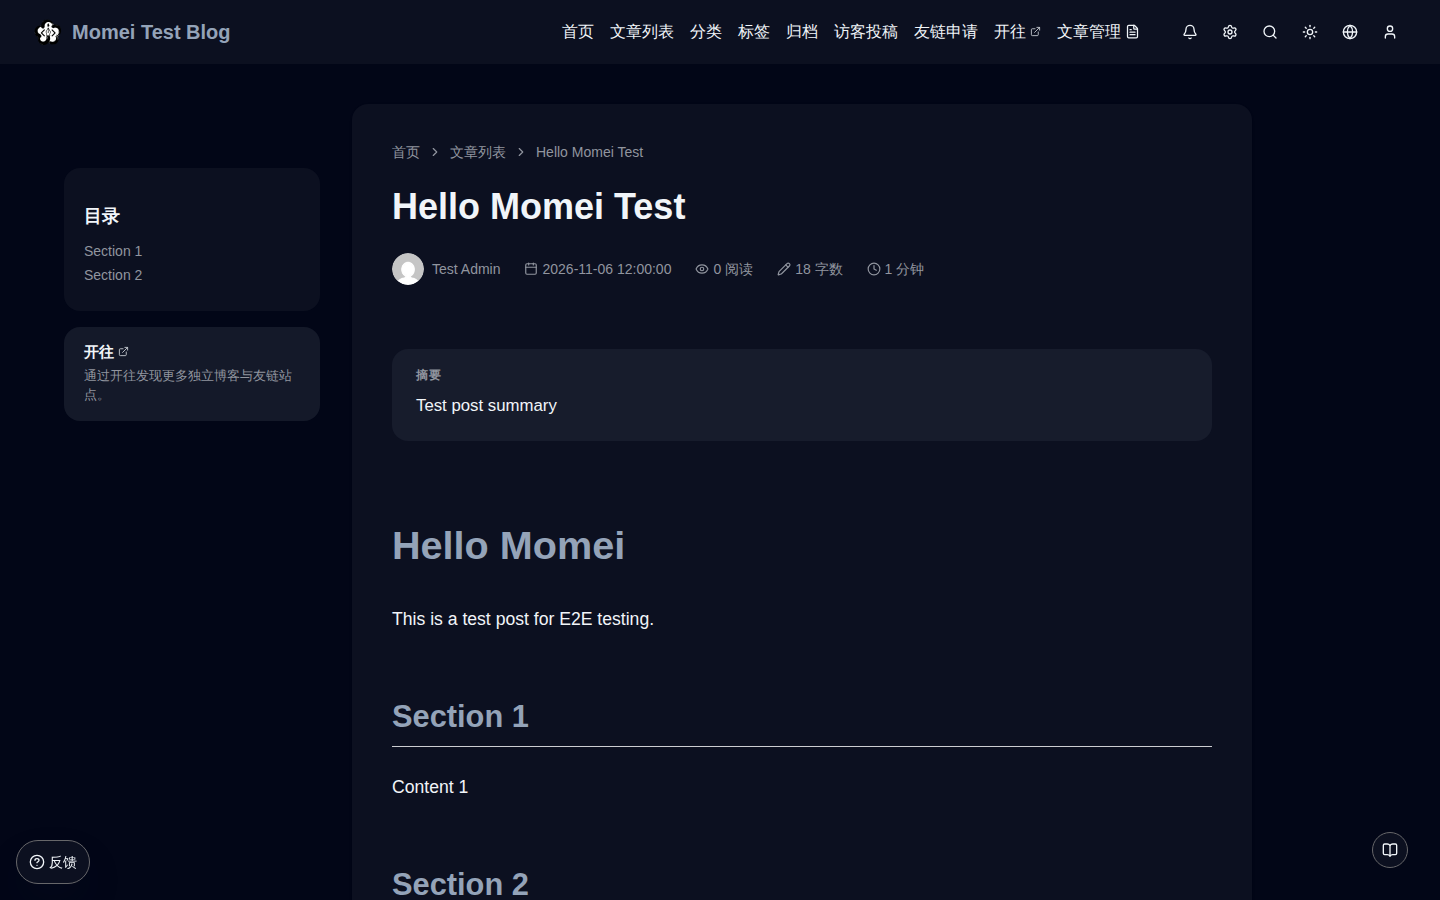 Momei Test Blog
首页 文章列表 分类 标签 归档 访客投稿 友链申请 开往 文章管理
首页 文章列表 Hello Momei Test
Hello Momei Test
Test Admin 2026-11-06 12:00:00 0 阅读 18 字数 1 分钟
目录
Section 1
Section 2
开往
通过开往发现更多独立博客与友链站
点。
摘要
Test post summary
Hello Momei
This is a test post for E2E testing.
Section 1
Content 1
Section 2
反馈